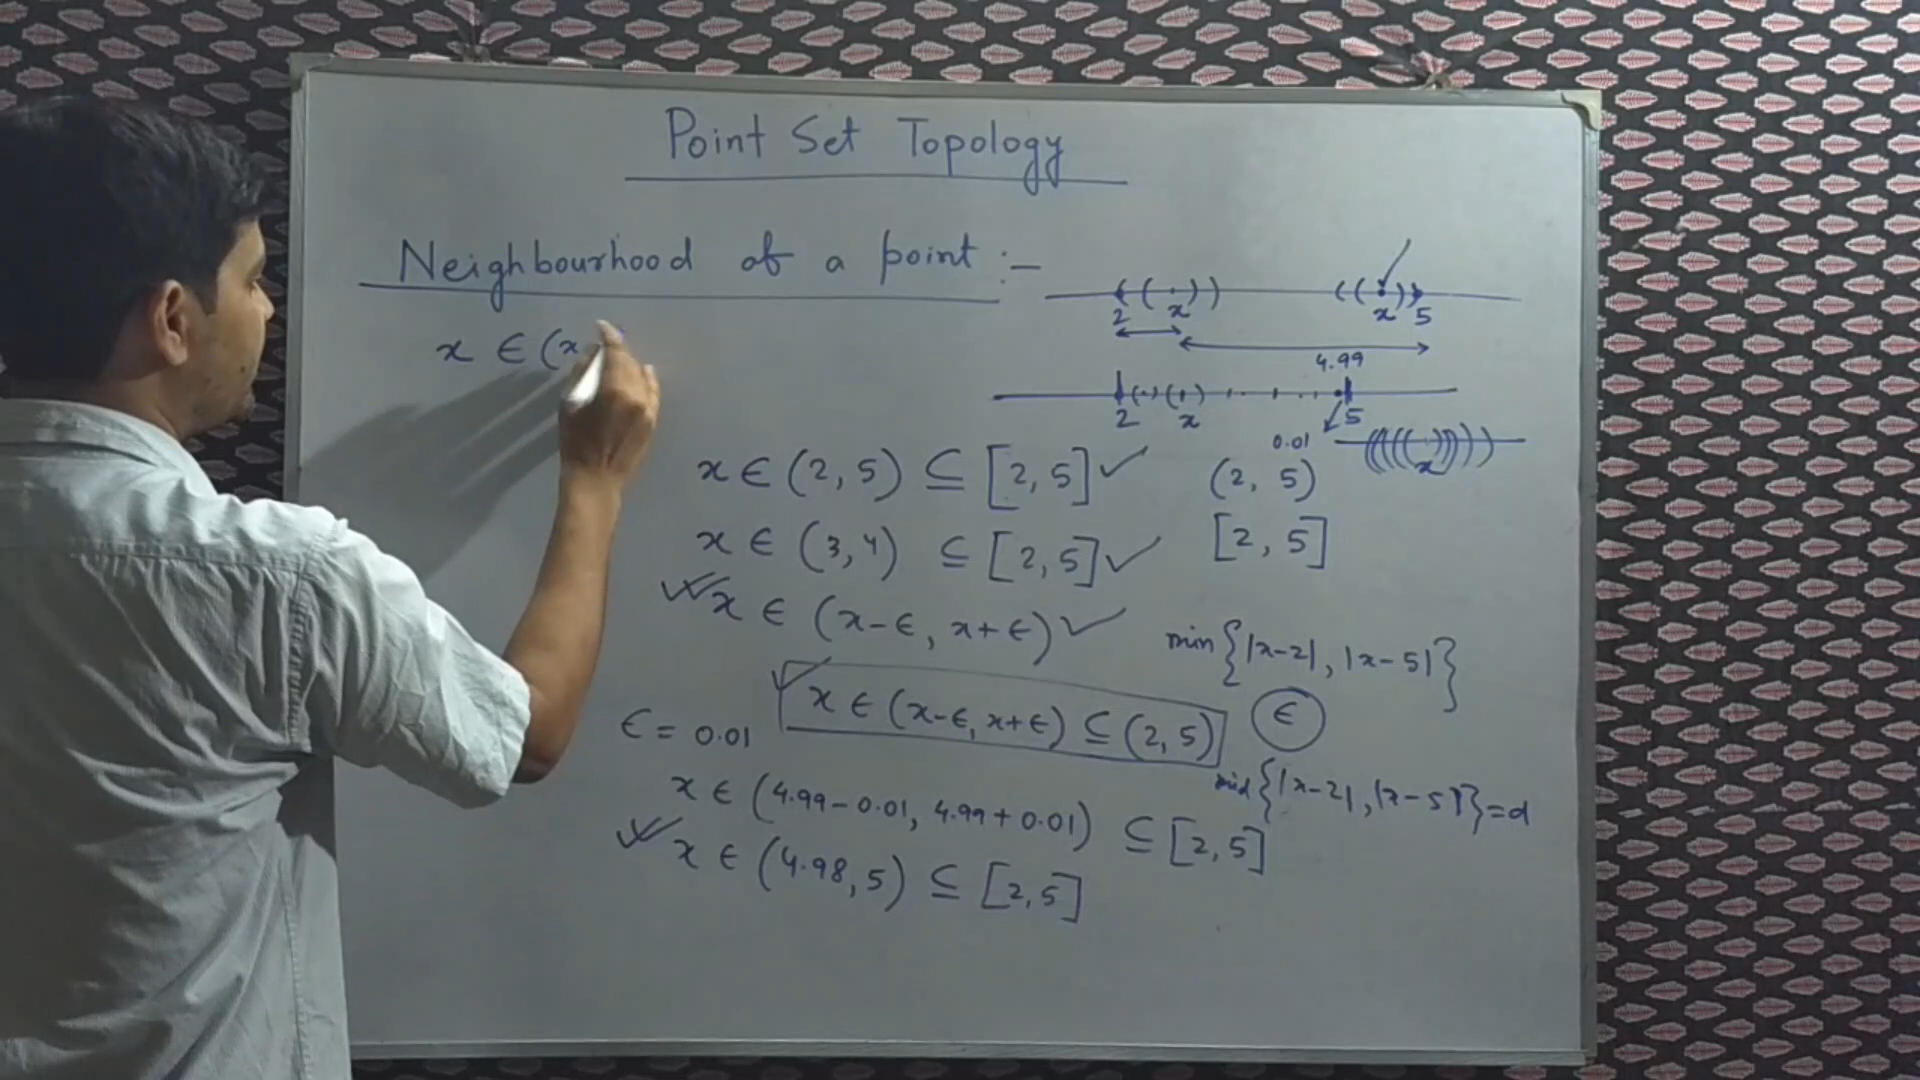 Point Set Topology
Neighbourhood of a point :-
x ∈ (x
2 x x 5
4.99
2 x 5
0.01
x
x ∈ (2, 5) ⊆ [2, 5] ✓ (2, 5)
x ∈ (3, 4) ⊆ [2, 5] ✓ [2, 5]
x ∈ (x-ϵ, x+ϵ) ✓
min {|x-2|, |x-5|}
x ∈ (x-ϵ, x+ϵ) ⊆ (2, 5) ϵ
ϵ = 0.01
{|x-2|, |x-5|} = d
x ∈ (4.99-0.01, 4.99+0.01) ⊆ [2, 5]
x ∈ (4.98, 5) ⊆ [2, 5]